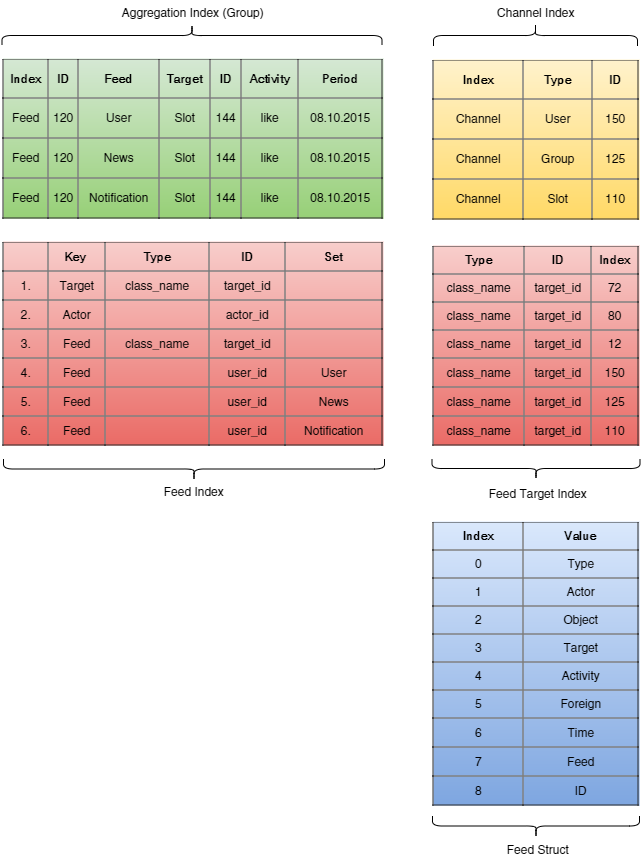 Aggregation Index (Group)
Index ID Feed Target ID Activity Period
Feed 120 User Slot 144 like 08.10.2015
Feed 120 News Slot 144 like 08.10.2015
Feed 120 Notification Slot 144 like 08.10.2015
Channel Index
Index Type ID
Channel User 150
Channel Group 125
Channel Slot 110
Key Type ID Set
1. Target class_name target_id
2. Actor actor_id
3. Feed class_name target_id
4. Feed user_id User
5. Feed user_id News
6. Feed user_id Notification
Feed Index
Type ID Index
class_name target_id 72
class_name target_id 80
class_name target_id 12
class_name target_id 150
class_name target_id 125
class_name target_id 110
Feed Target Index
Index Value
0 Type
1 Actor
2 Object
3 Target
4 Activity
5 Foreign
6 Time
7 Feed
8 ID
Feed Struct